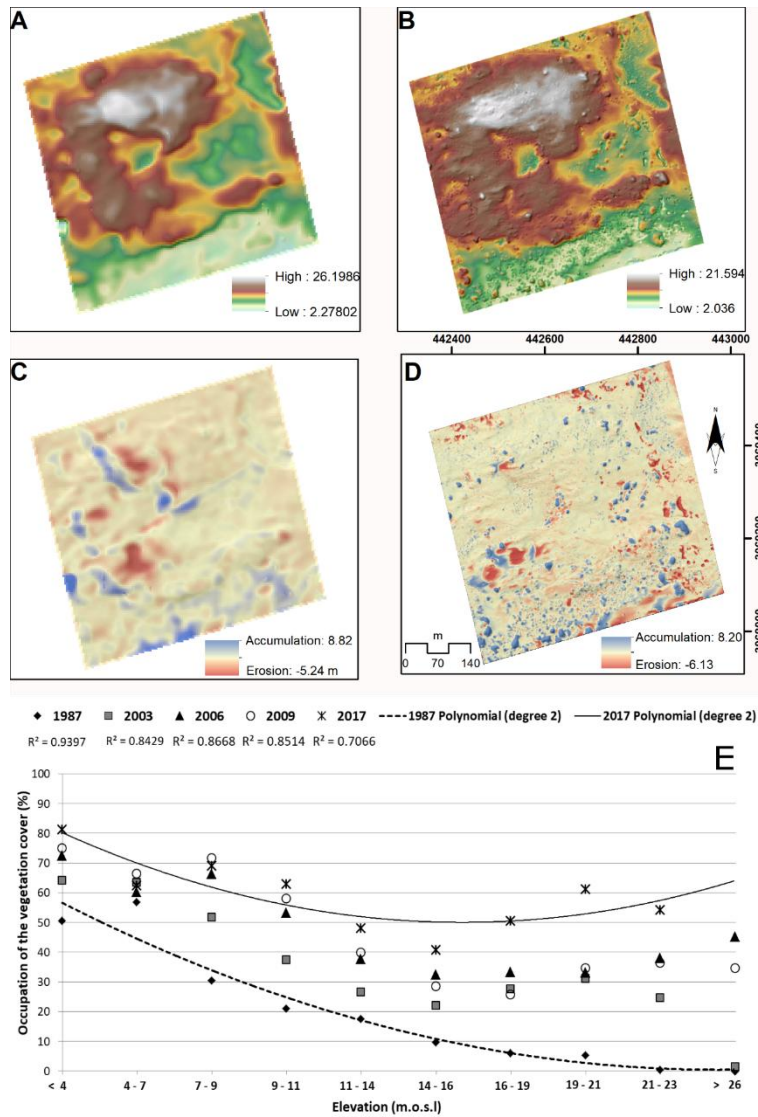 A
High : 26.1986
Low : 2.27802
B
High : 21.594
Low : 2.036
442400 442600 442800 443000
C
Accumulation: 8.82
Erosion: -5.24 m
D
N
S
m
0 70 140
Accumulation: 8.20
Erosion: -6.13
1987 2003 2006 2009 2017 1987 Polynomial (degree 2) 2017 Polynomial (degree 2)
R² = 0.9397 R² = 0.8429 R² = 0.8668 R² = 0.8514 R² = 0.7066
E
Occupation of the vegetation cover (%)
100
90
80
70
60
50
40
30
20
10
0
< 4 4 - 7 7 - 9 9 - 11 11 - 14 14 - 16 16 - 19 19 - 21 21 - 23 > 26
Elevation (m.o.s.l)